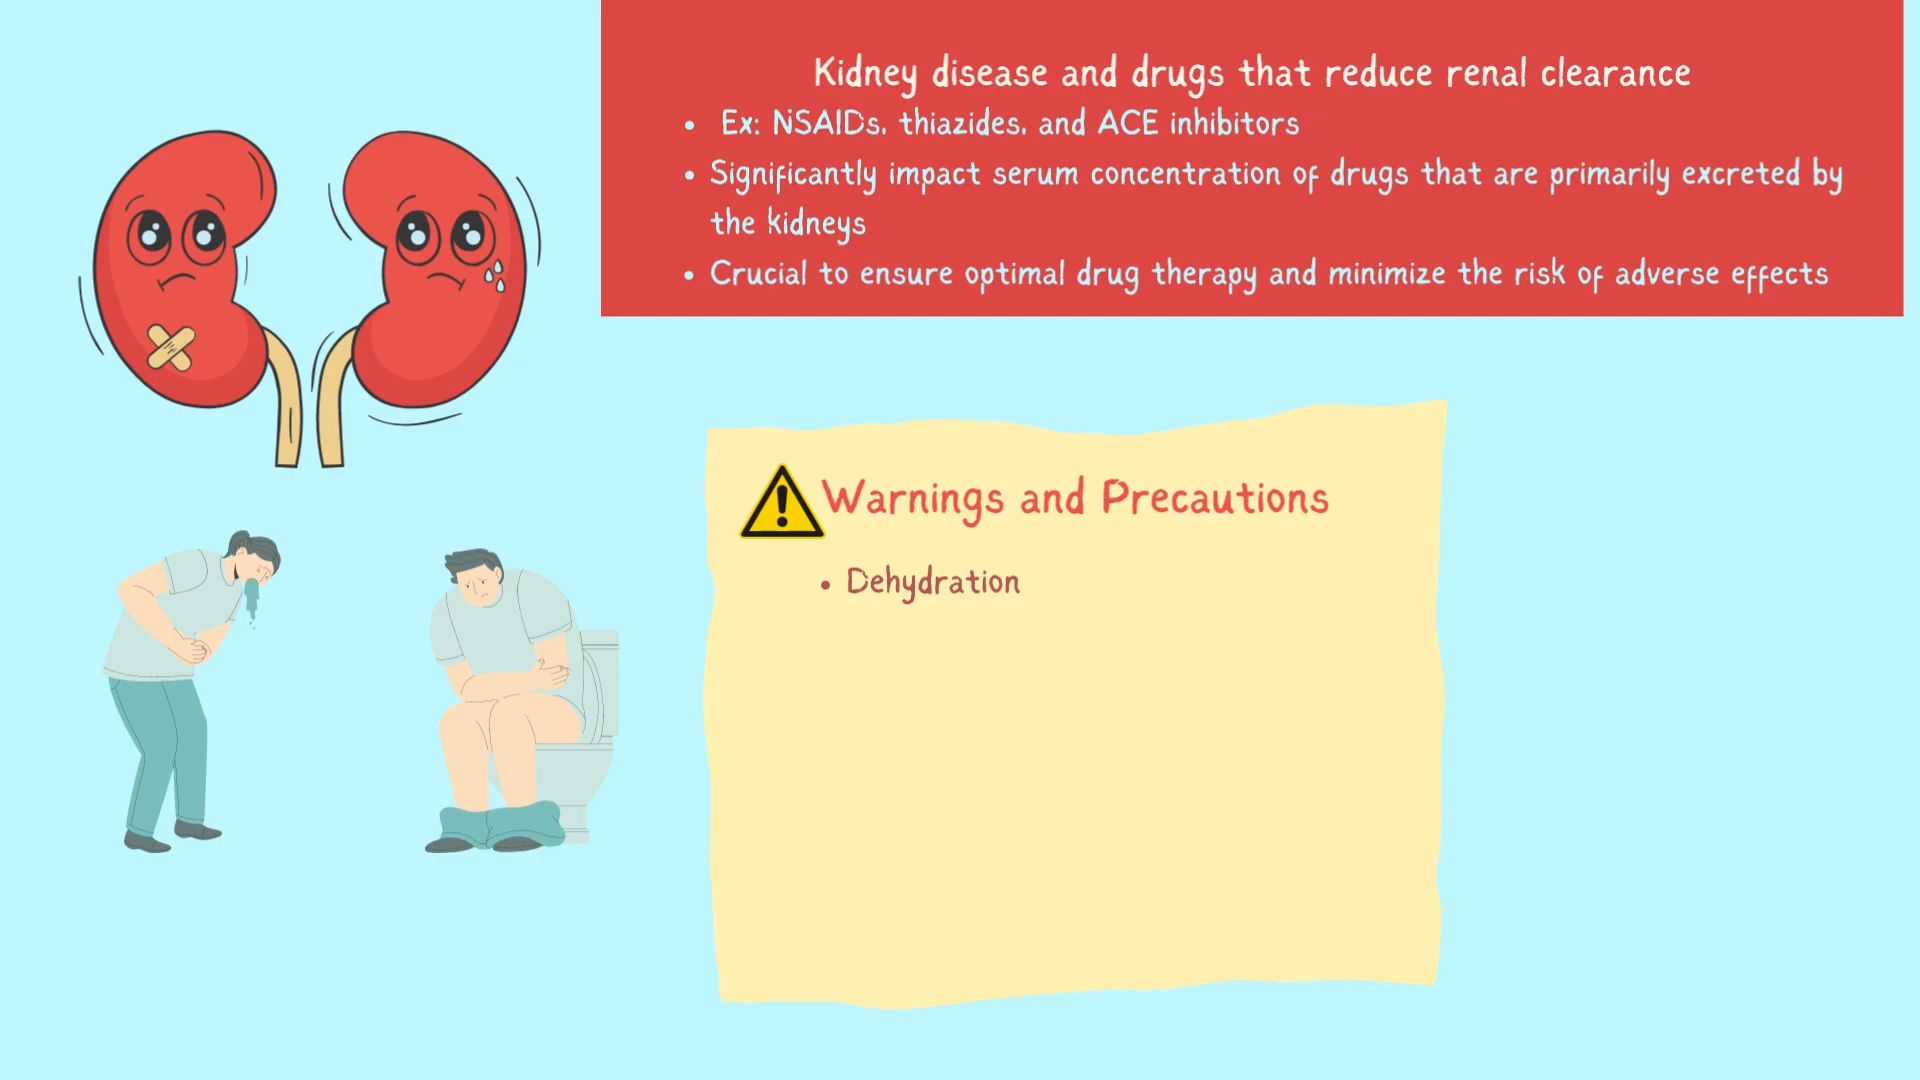 Kidney disease and drugs that reduce renal clearance
• Ex: NSAIDs, thiazides, and ACE inhibitors
• Significantly impact serum concentration of drugs that are primarily excreted by
the kidneys
• Crucial to ensure optimal drug therapy and minimize the risk of adverse effects
Warnings and Precautions
• Dehydration